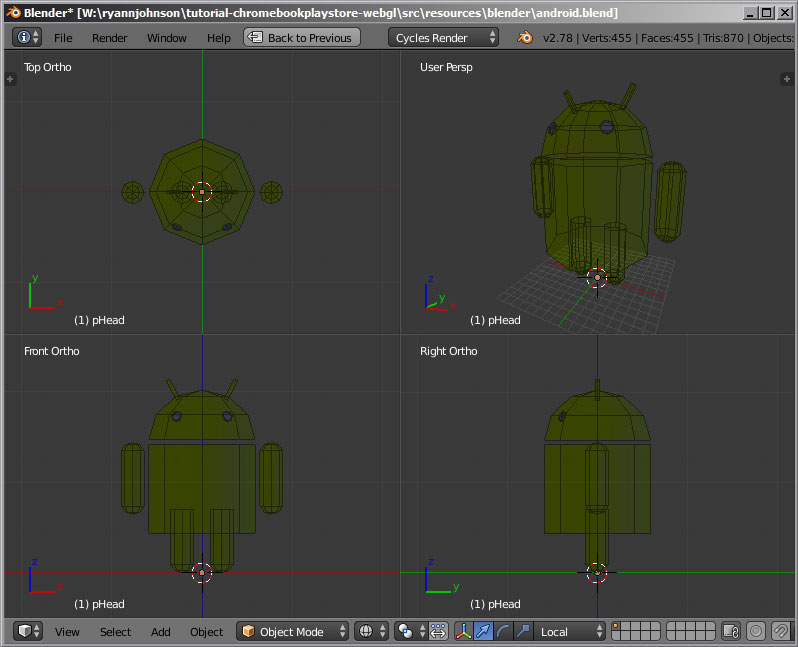 Blender* [W:\ryannjohnson\tutorial-chromebookplaystore-webgl\src\resources\blender\android.blend]
File Render Window Help Back to Previous Cycles Render v2.78 | Verts:455 | Faces:455 | Tris:870 | Objects:
Top Ortho
User Persp
y
x
(1) pHead
z
y
x
(1) pHead
Front Ortho
Right Ortho
z
x
(1) pHead
z
y
(1) pHead
View Select Add Object Object Mode Local